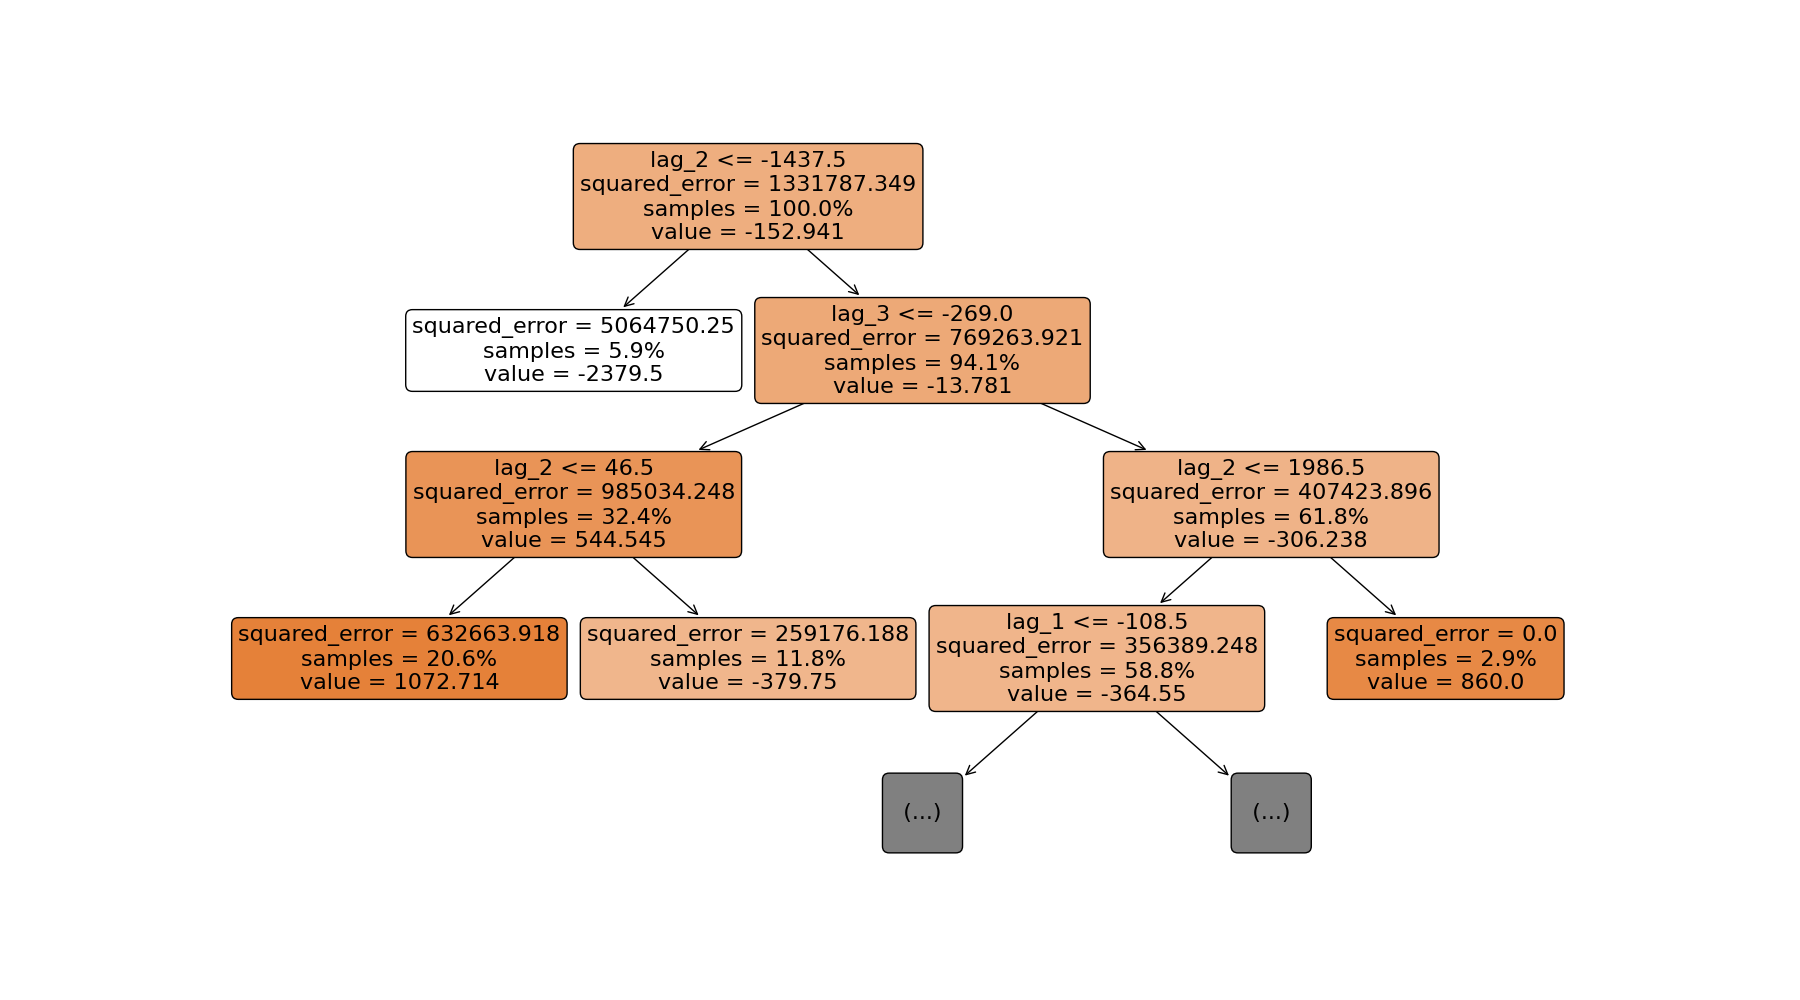 lag_2 <= -1437.5
squared_error = 1331787.349
samples = 100.0%
value = -152.941
squared_error = 5064750.25
samples = 5.9%
value = -2379.5
lag_3 <= -269.0
squared_error = 769263.921
samples = 94.1%
value = -13.781
lag_2 <= 46.5
squared_error = 985034.248
samples = 32.4%
value = 544.545
lag_2 <= 1986.5
squared_error = 407423.896
samples = 61.8%
value = -306.238
squared_error = 632663.918
samples = 20.6%
value = 1072.714
squared_error = 259176.188
samples = 11.8%
value = -379.75
lag_1 <= -108.5
squared_error = 356389.248
samples = 58.8%
value = -364.55
squared_error = 0.0
samples = 2.9%
value = 860.0
(...)
(...)